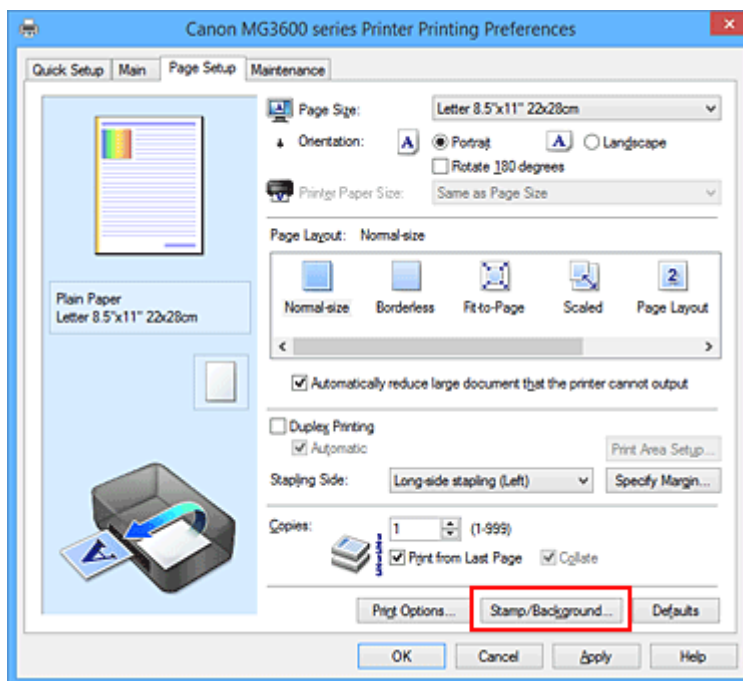 Canon MG3600 series Printer Printing Preferences
Quick Setup Main Page Setup Maintenance
Page Size: Letter 8.5"x11" 22x28cm
Orientation: A Portrait A Landscape
Rotate 180 degrees
Printer Paper Size: Same as Page Size
Page Layout: Normal-size
2
Normal-size Borderless Fit-to-Page Scaled Page Layout
Plain Paper
Letter 8.5"x11" 22x28cm
Automatically reduce large document that the printer cannot output
Duplex Printing
Automatic Print Area Setup...
Stapling Side: Long-side stapling (Left) Specify Margin...
Copies: 1 (1-999)
Print from Last Page Collate
A
Print Options... Stamp/Background... Defaults
OK Cancel Apply Help